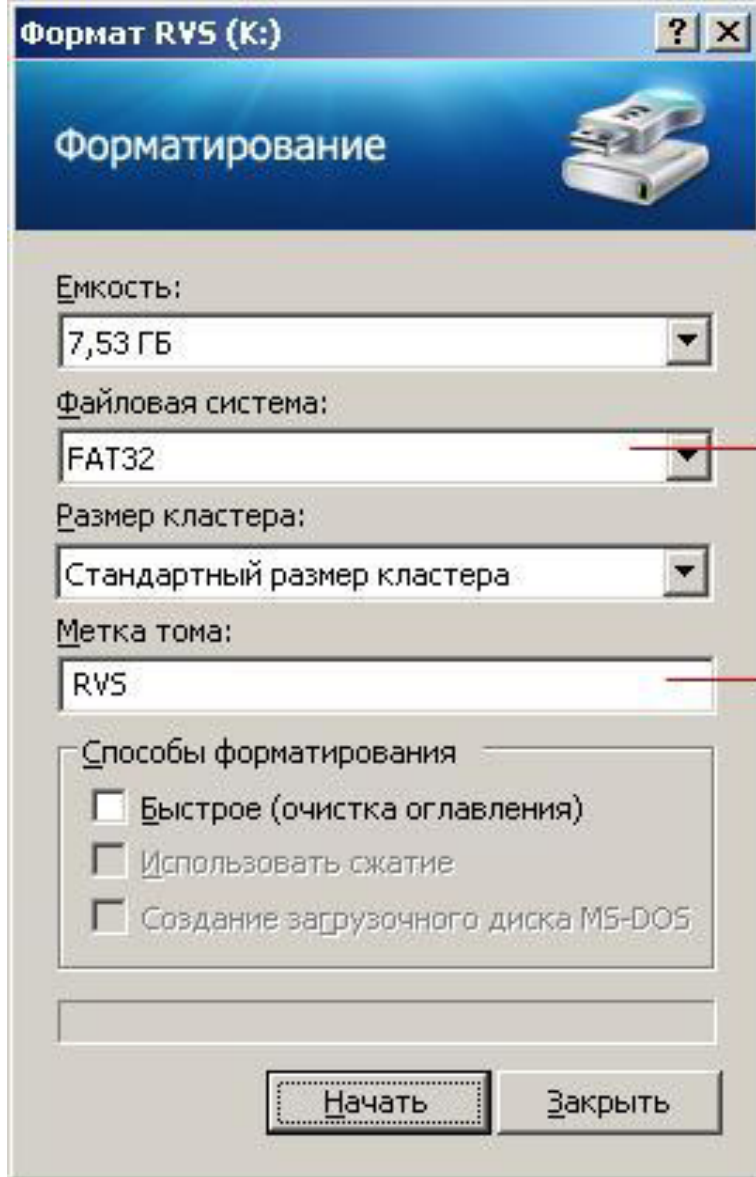 Формат RVS (K:)
Форматирование
Емкость:
7,53 ГБ
Файловая система:
FAT32
Размер кластера:
Стандартный размер кластера
Метка тома:
RVS
Способы форматирования
Быстрое (очистка оглавления)
Использовать сжатие
Создание загрузочного диска MS-DOS
Начать
Закрыть